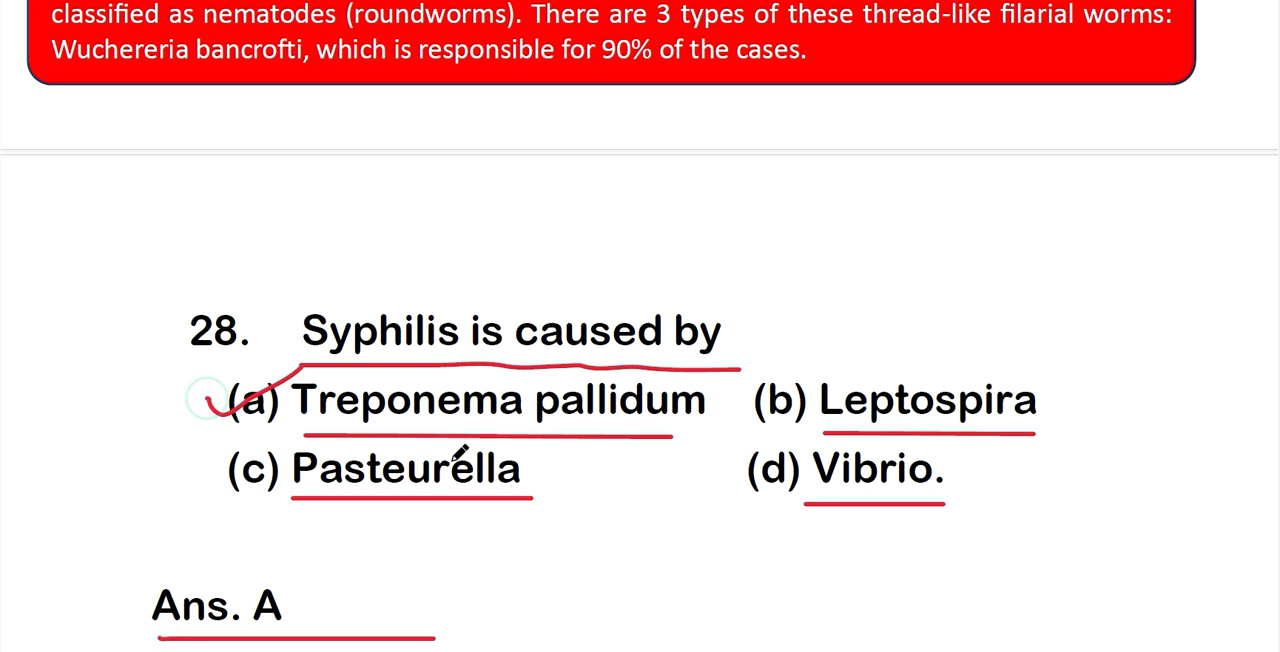 classified as nematodes (roundworms). There are 3 types of these thread-like filarial worms:
Wuchereria bancrofti, which is responsible for 90% of the cases.
28. Syphilis is caused by
(a) Treponema pallidum (b) Leptospira
(c) Pasteurella (d) Vibrio.
Ans. A